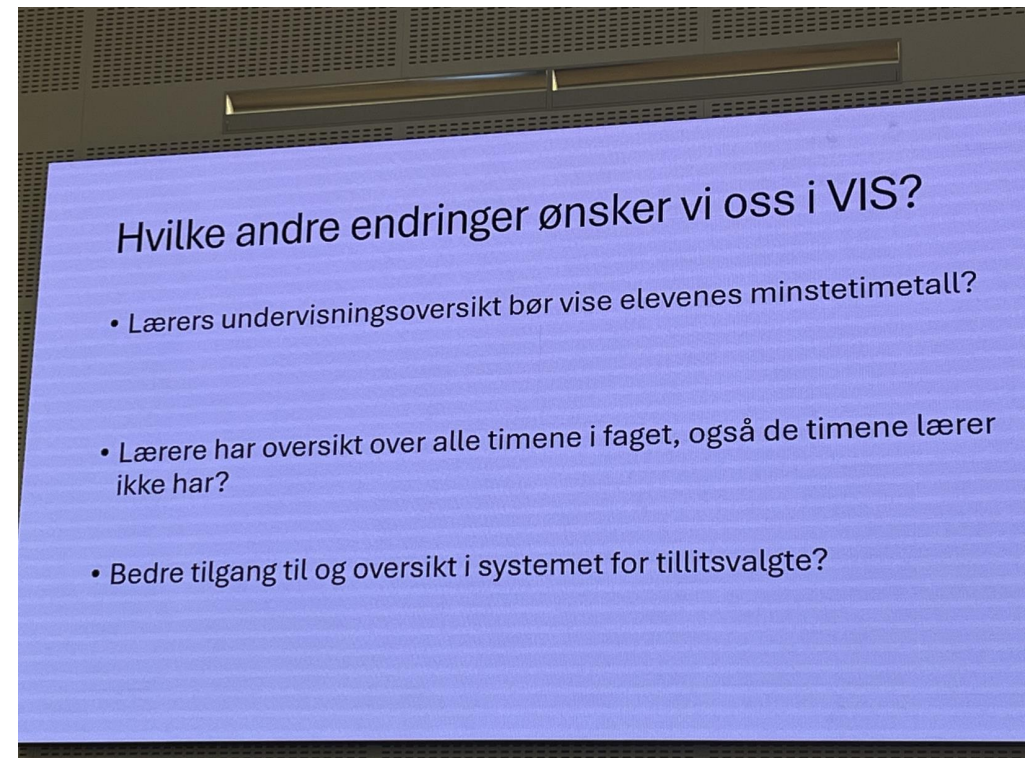 Hvilke andre endringer ønsker vi oss i VIS?
• Lærers undervisningsoversikt bør vise elevenes minstetimetall?
• Lærere har oversikt over alle timene i faget, også de timene lærer
ikke har?
• Bedre tilgang til og oversikt i systemet for tillitsvalgte?